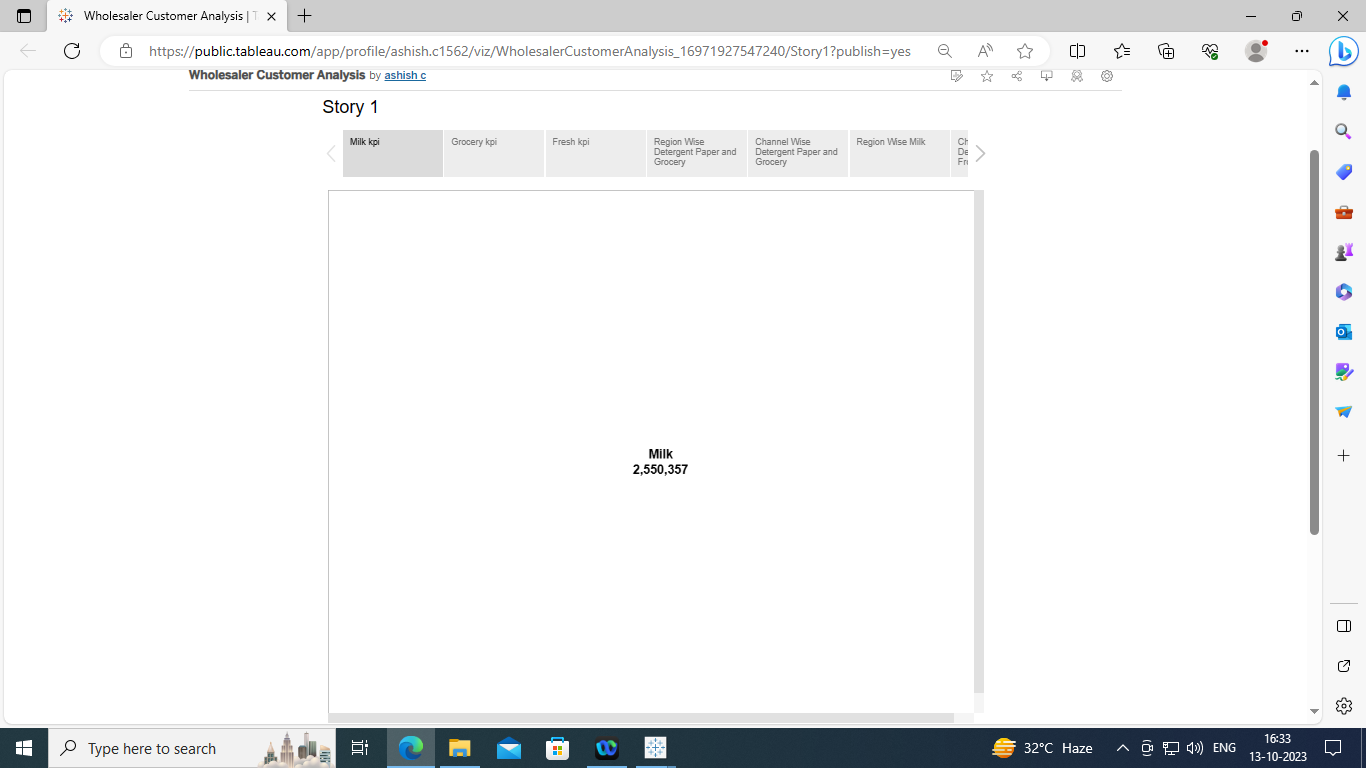 Wholesaler Customer Analysis | T
https://public.tableau.com/app/profile/ashish.c1562/viz/WholesalerCustomerAnalysis_16971927547240/Story1?publish=yes
Wholesaler Customer Analysis by ashish c
Story 1
Milk kpi
Grocery kpi
Fresh kpi
Region Wise
Detergent Paper and
Grocery
Channel Wise
Detergent Paper and
Grocery
Region Wise Milk
Ch
De
Fre
Milk
2,550,357
Type here to search
32°C Haze
ENG
16:33
13-10-2023